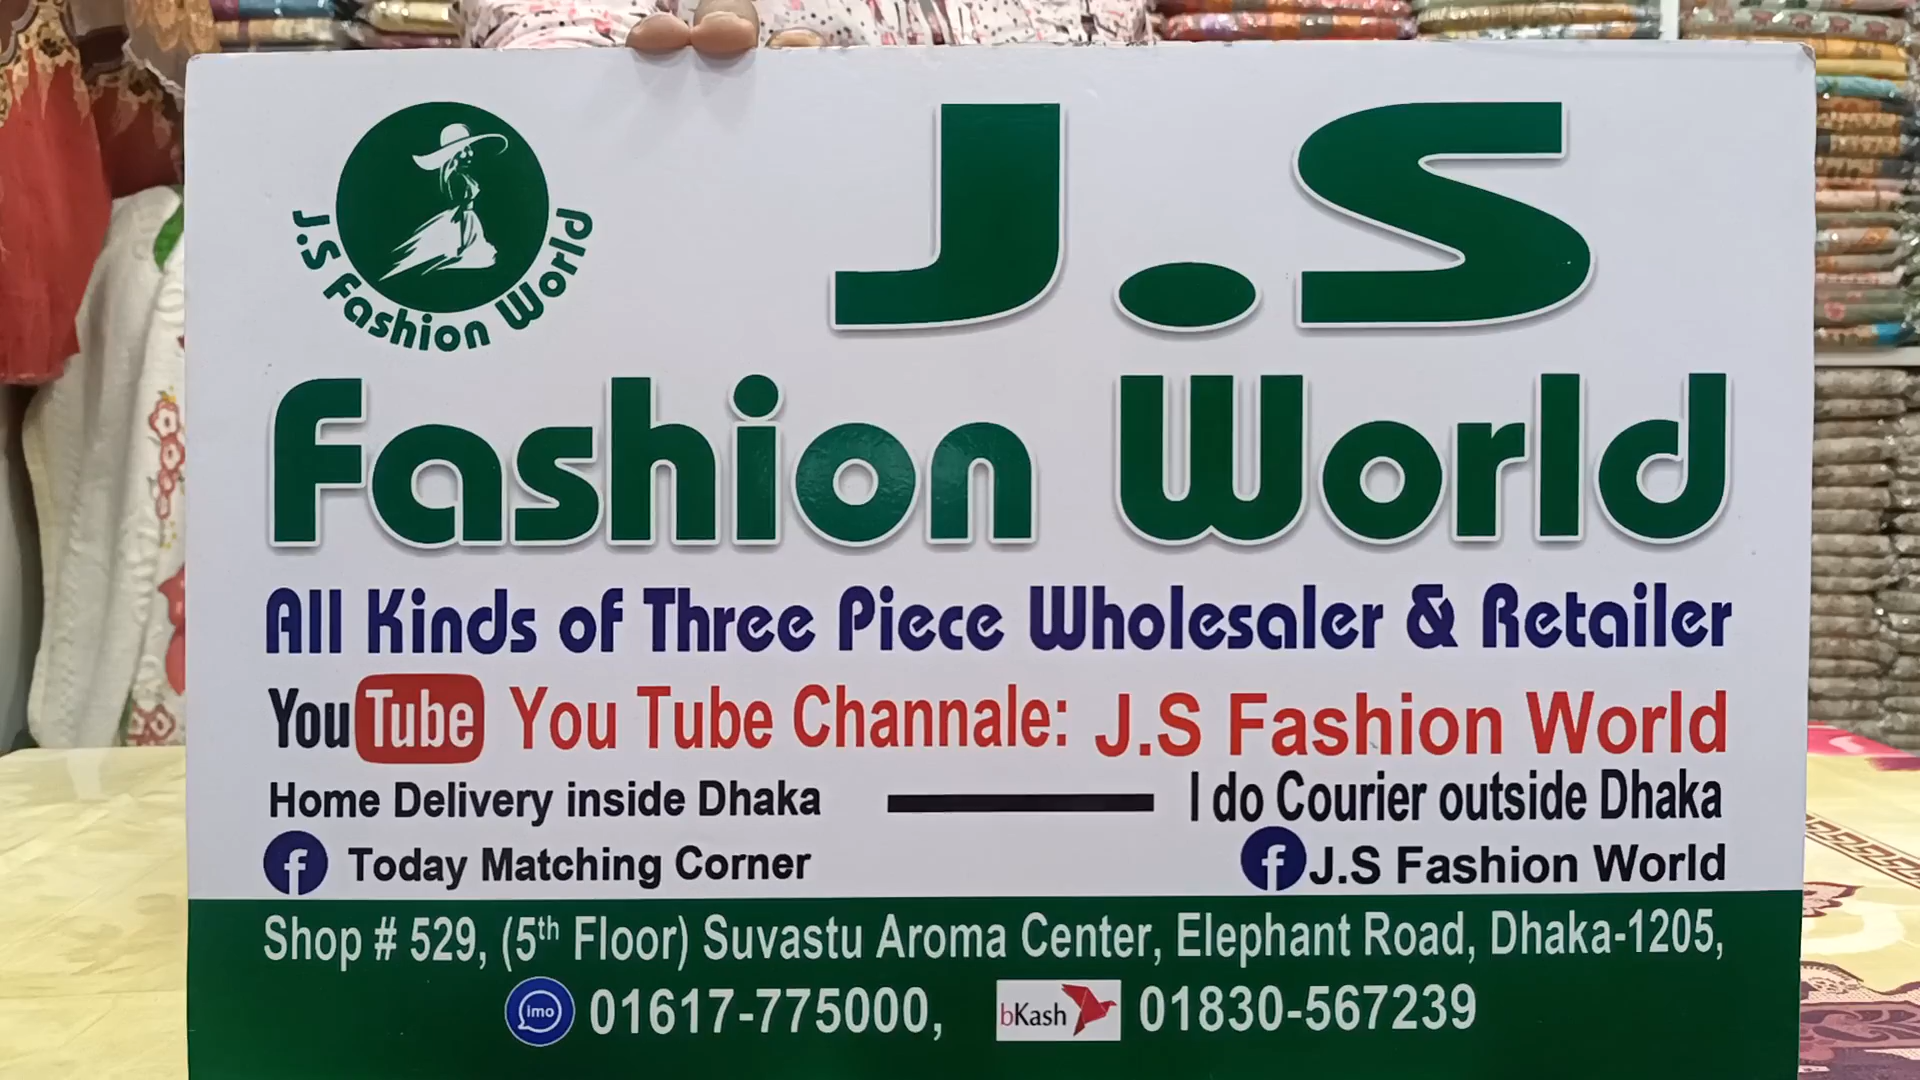 J.S Fashion World
J.S
Fashion World
All Kinds of Three Piece Wholesaler & Retailer
YouTube You Tube Channale: J.S Fashion World
Home Delivery inside Dhaka I do Courier outside Dhaka
f Today Matching Corner f J.S Fashion World
Shop # 529, (5th Floor) Suvastu Aroma Center, Elephant Road, Dhaka-1205,
imo 01617-775000, bKash 01830-567239